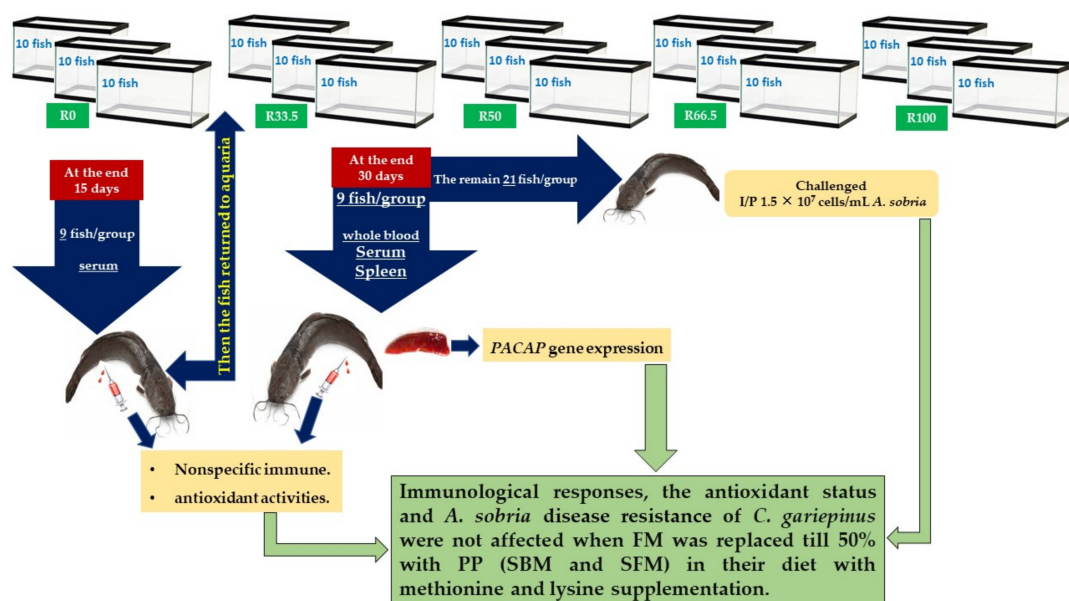 10 fish
10 fish
10 fish
R0
10 fish
10 fish
10 fish
R33.5
10 fish
10 fish
10 fish
R50
10 fish
10 fish
10 fish
R66.5
10 fish
10 fish
10 fish
R100
At the end
15 days
9 fish/group
serum
Then the fish returned to aquaria
At the end
30 days
9 fish/group
whole blood
Serum
Spleen
The remain 21 fish/group
Challenged
I/P 1.5 × 10⁷ cells/mL A. sobria
PACAP gene expression
• Nonspecific immune.
• antioxidant activities.
Immunological responses, the antioxidant status
and A. sobria disease resistance of C. gariepinus
were not affected when FM was replaced till 50%
with PP (SBM and SFM) in their diet with
methionine and lysine supplementation.